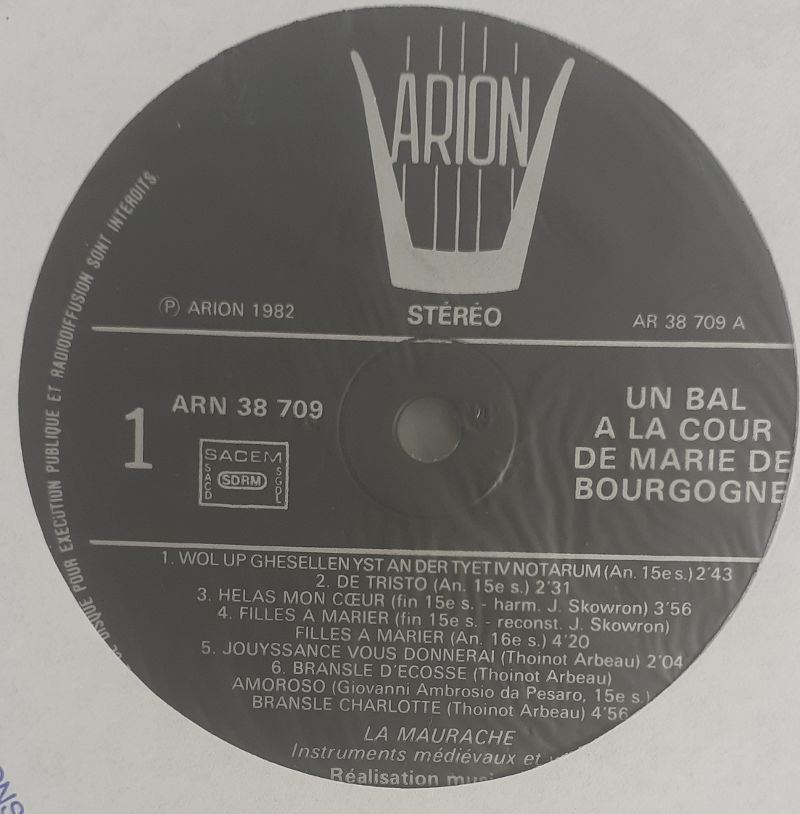 ARION
Ⓟ ARION 1982
STÉRÉO
AR 38 709 A
ARN 38 709
1
SACEM
SACD
SDRM
SGDL
UN BAL
A LA COUR
DE MARIE DE
BOURGOGNE
1. WOL UP GHESELLEN YST AN DER TYET IV NOTARUM (An. 15e s.) 2'43
2. DE TRISTO (An. 15e s.) 2'31
3. HELAS MON CŒUR (fin 15e s. - harm. J. Skowron) 3'56
4. FILLES A MARIER (fin 15e s. - reconst. J. Skowron)
FILLES A MARIER (An. 16e s.) 4'20
5. JOUYSSANCE VOUS DONNERAI (Thoinot Arbeau) 2'04
6. BRANSLE D'ECOSSE (Thoinot Arbeau)
AMOROSO (Giovanni Ambrosio da Pesaro, 15e s.)
BRANSLE CHARLOTTE (Thoinot Arbeau) 4'56
LA MAURACHE
Instruments médiévaux et
Réalisation
DISQUE POUR EXECUTION PUBLIQUE ET RADIODIFFUSION SONT INTERDITS.